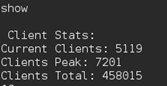 show
Client Stats:
Current Clients: 5119
Clients Peak: 7201
Clients Total: 458015